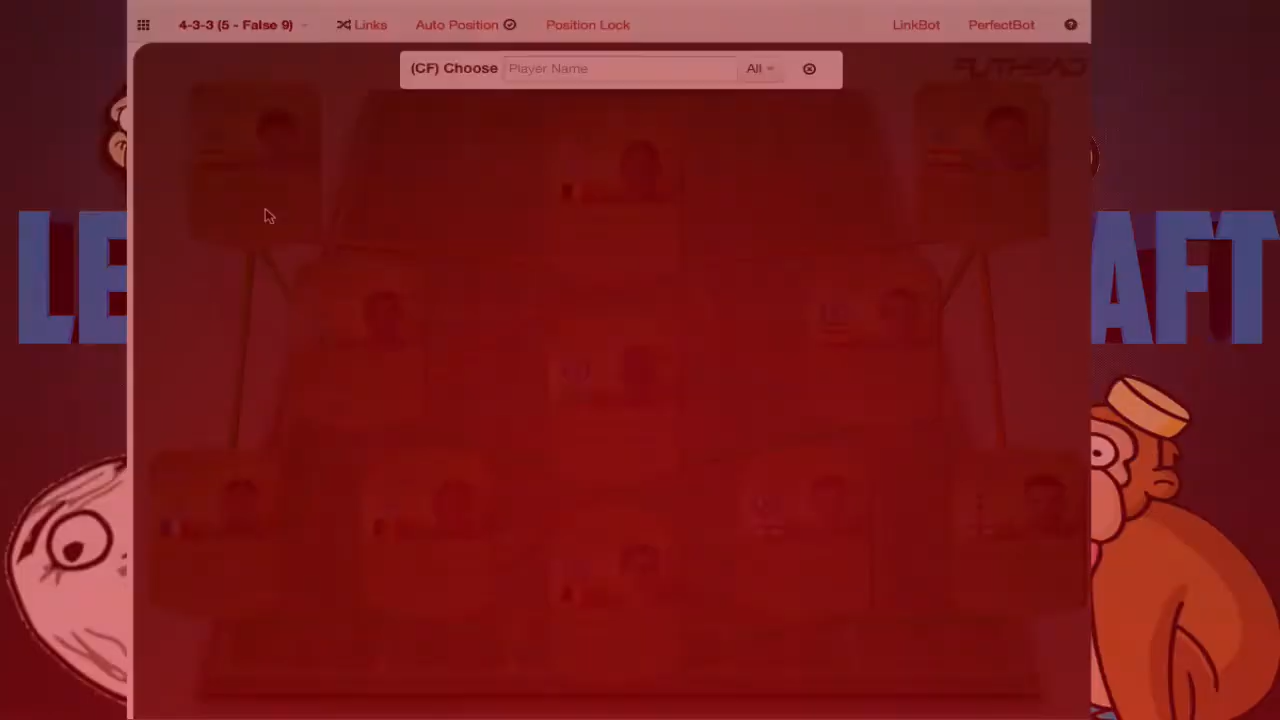 4-3-3 (5 - False 9) Links Auto Position Position Lock LinkBot PerfectBot
(CF) Choose Player Name All
FUTHEAD
LE
AFT